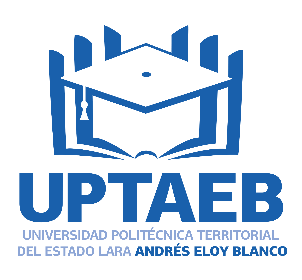 UPTAEB
UNIVERSIDAD POLITÉCNICA TERRITORIAL
DEL ESTADO LARA ANDRÉS ELOY BLANCO